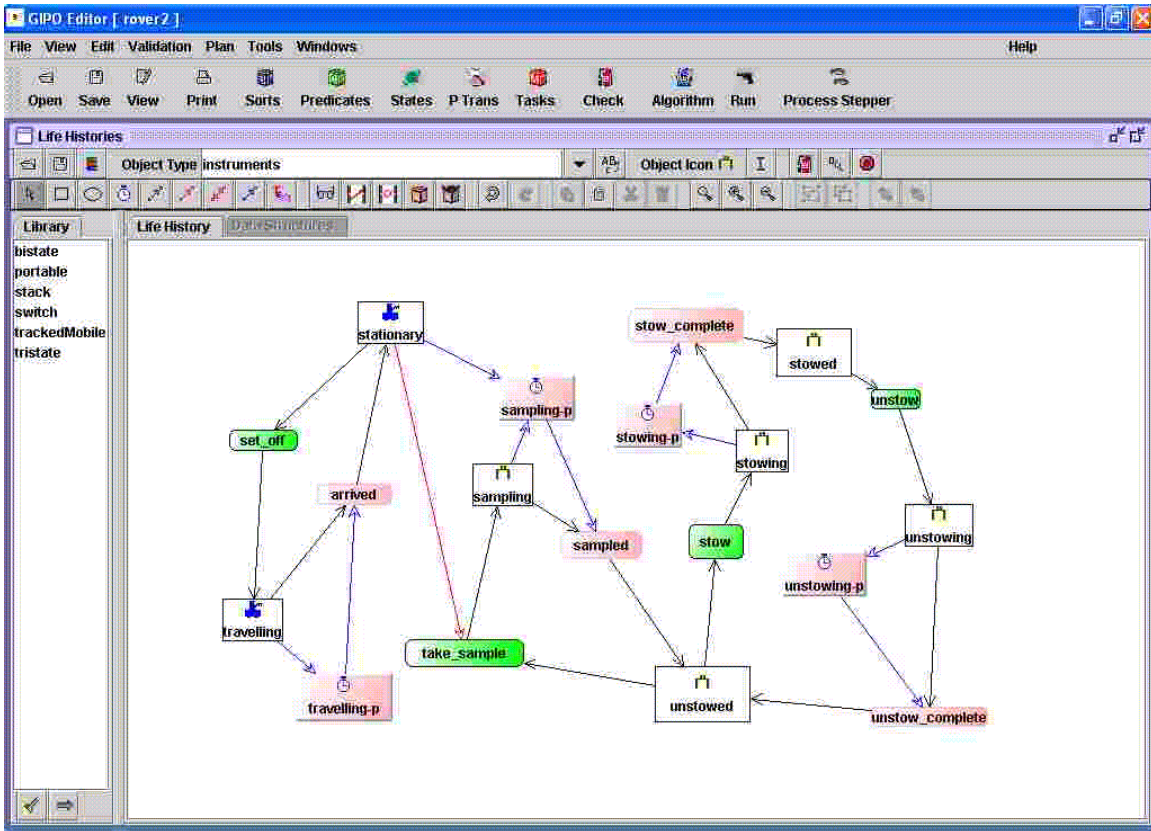 GIPO Editor [ rover2 ]
File View Edit Validation Plan Tools Windows Help
Open Save View Print Sorts Predicates States P Trans Tasks Check Algorithm Run Process Stepper
Life Histories
Object Type instruments Object Icon
Library Life History Data Structures
bistate
portable
stack
switch
trackedMobile
tristate
stationary
stow_complete
stowed
sampling-p
unstow
set_off
stowing-p
stowing
sampling
arrived
sampled
stow
unstowing
unstowing-p
travelling
take_sample
travelling-p
unstowed
unstow_complete